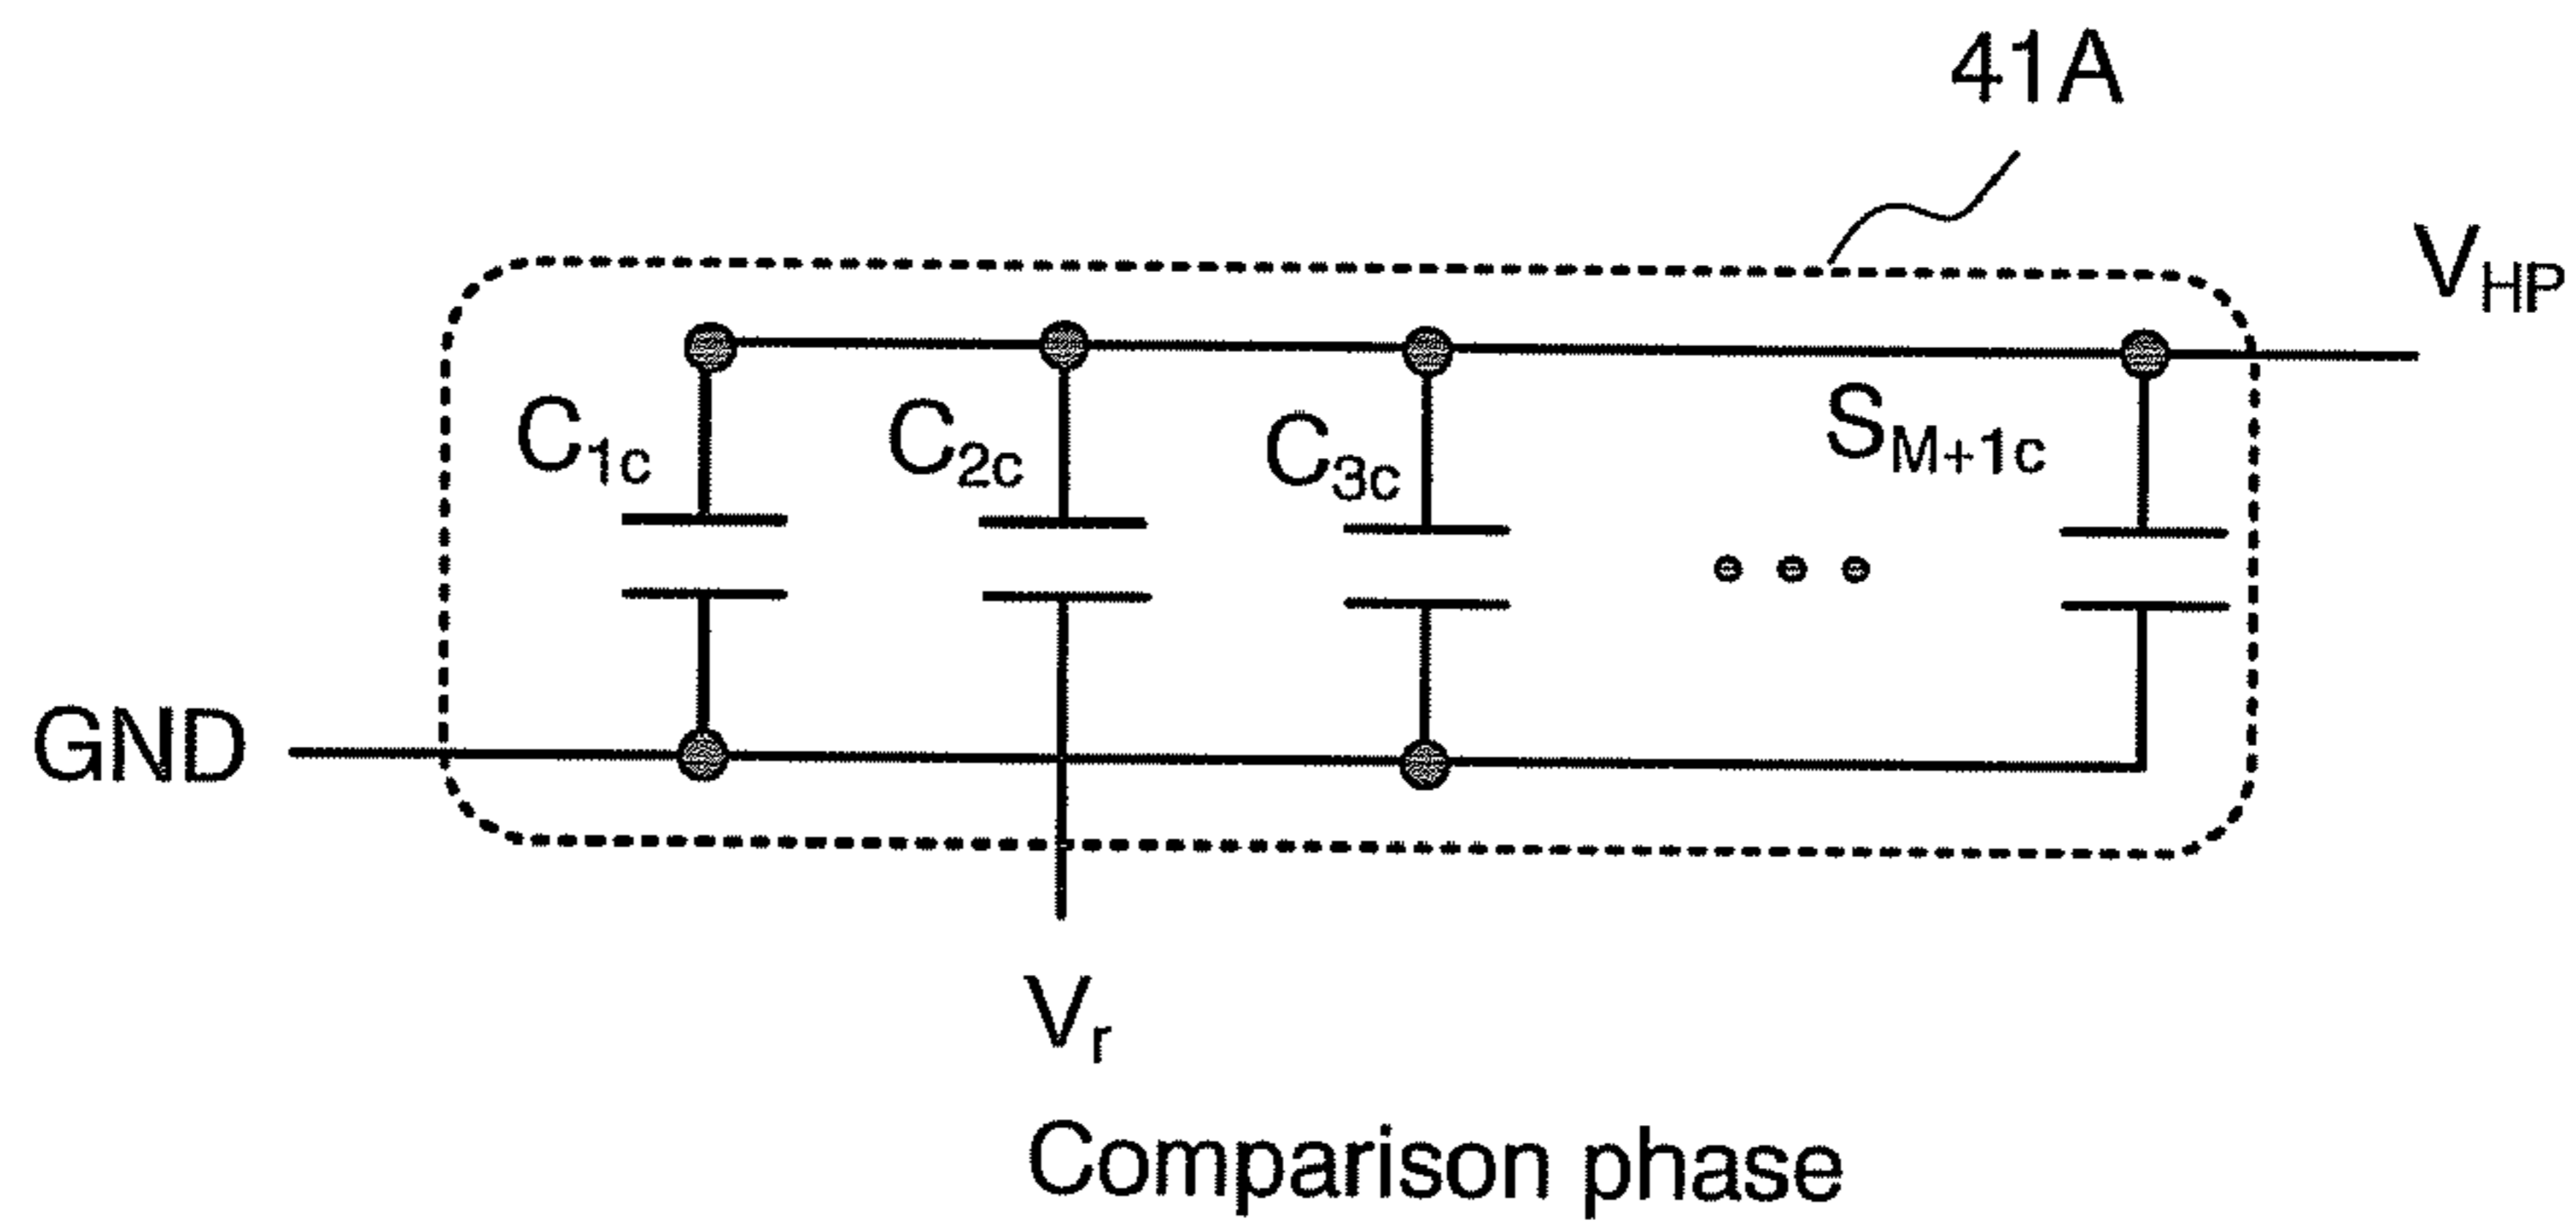 41A
V_HP
C_1c
C_2c
C_3c
S_M+1c
GND
V_r
Comparison phase